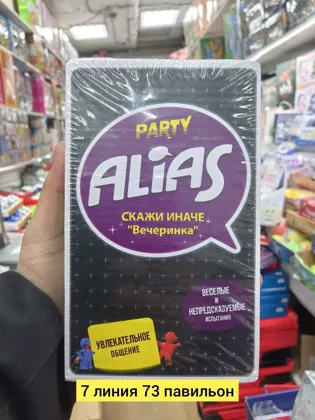 PARTY
ALiAS
СКАЖИ ИНАЧЕ
"Вечеринка"
ВЕСЕЛЫЕ
И
НЕПРЕДСКАЗУЕМЫЕ
ИСПЫТАНИЯ
УВЛЕКАТЕЛЬНОЕ
ОБЩЕНИЕ
7 линия 73 павильон